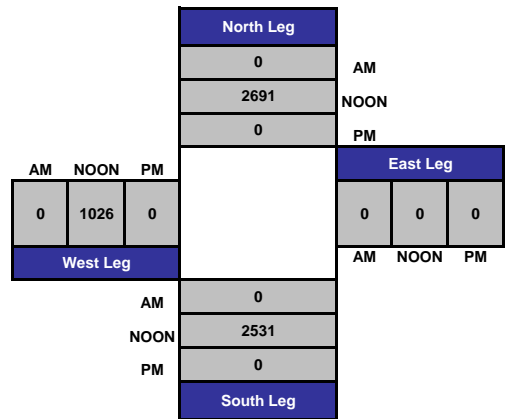 North Leg
0 AM
2691 NOON
0 PM
AM NOON PM East Leg
0 1026 0 0 0 0
West Leg AM NOON PM
AM 0
NOON 2531
PM 0
South Leg